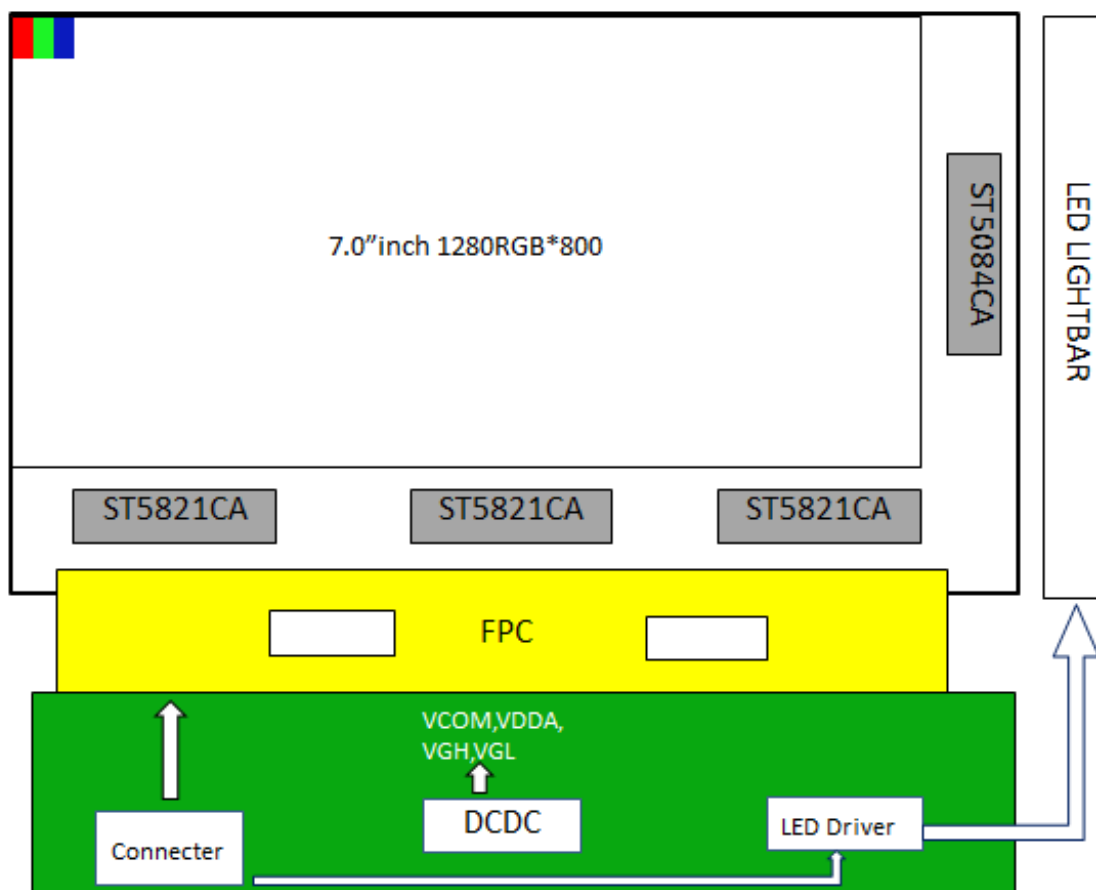 7.0”inch 1280RGB*800
ST5084CA
LED LIGHTBAR
ST5821CA
ST5821CA
ST5821CA
FPC
VCOM,VDDA,
VGH,VGL
DCDC
LED Driver
Connecter